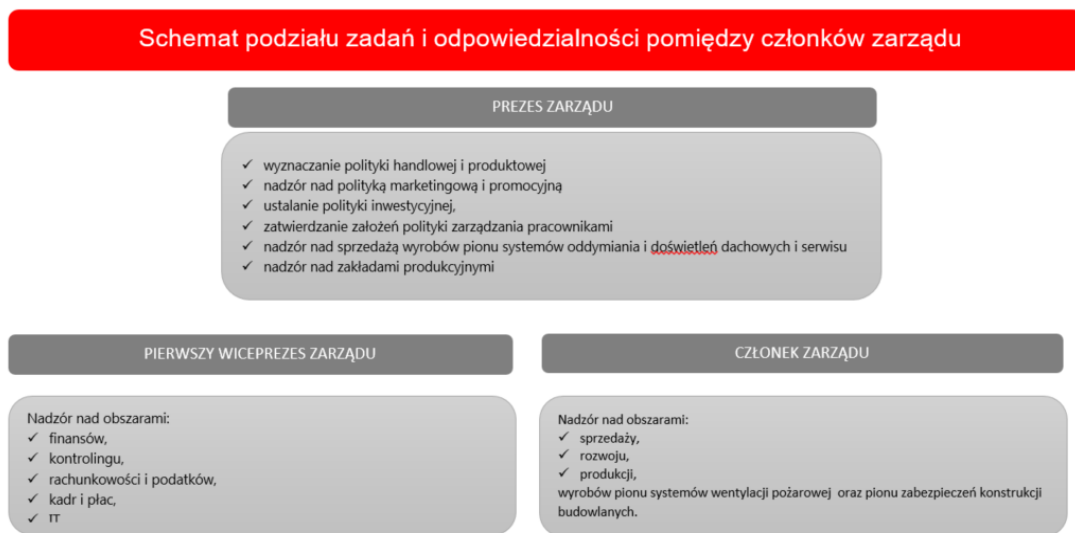 Schemat podziału zadań i odpowiedzialności pomiędzy członków zarządu
PREZES ZARZĄDU
✓ wyznaczanie polityki handlowej i produktowej
✓ nadzór nad polityką marketingową i promocyjną
✓ ustalanie polityki inwestycyjnej,
✓ zatwierdzanie założeń polityki zarządzania pracownikami
✓ nadzór nad sprzedażą wyrobów pionu systemów oddymiania i doświetleń dachowych i serwisu
✓ nadzór nad zakładami produkcyjnymi
PIERWSZY WICEPREZES ZARZĄDU
Nadzór nad obszarami:
✓ finansów,
✓ kontrolingu,
✓ rachunkowości i podatków,
✓ kadr i płac,
✓ IT
CZŁONEK ZARZĄDU
Nadzór nad obszarami:
✓ sprzedaży,
✓ rozwoju,
✓ produkcji,
wyrobów pionu systemów wentylacji pożarowej oraz pionu zabezpieczeń konstrukcji
budowlanych.